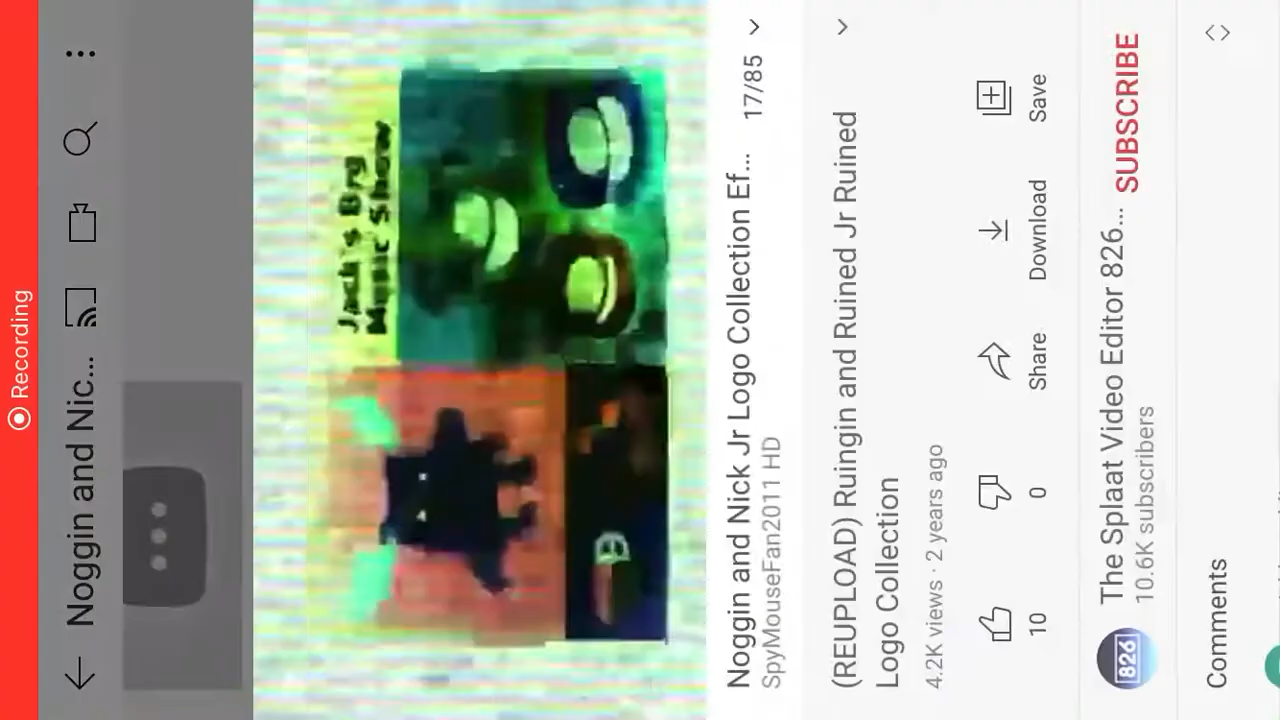 Recording
Noggin and Nic...
Jack's Big
Music Show
Noggin and Nick Jr Logo Collection Ef...
17/85
SpyMouseFan2011 HD
(REUPLOAD) Ruingin and Ruined Jr Ruined
Logo Collection
4.2K views · 2 years ago
10
0
Share
Download
Save
826
The Splaat Video Editor 826...
SUBSCRIBE
10.6K subscribers
Comments